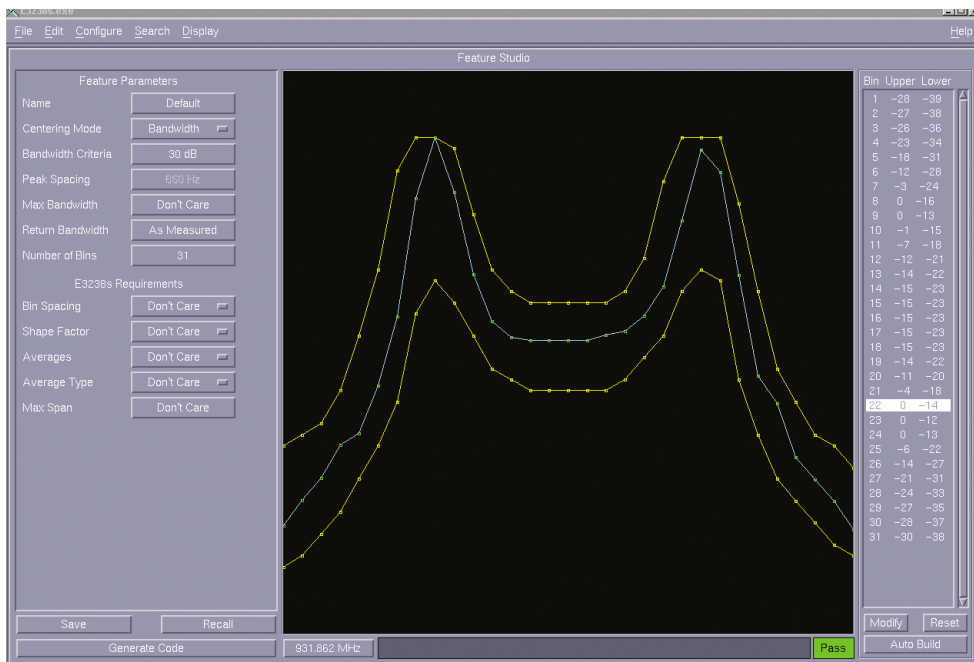 E3238s.exe
File Edit Configure Search Display Help
Feature Studio
Feature Parameters
Name Default
Centering Mode Bandwidth
Bandwidth Criteria 30 dB
Peak Spacing 650 Hz
Max Bandwidth Don't Care
Return Bandwidth As Measured
Number of Bins 31
E3238s Requirements
Bin Spacing Don't Care
Shape Factor Don't Care
Averages Don't Care
Average Type Don't Care
Max Span Don't Care
Save Recall
Generate Code
931.862 MHz
Pass
Bin Upper Lower
1 -28 -39
2 -27 -38
3 -26 -36
4 -23 -34
5 -18 -31
6 -12 -28
7 -3 -24
8 0 -16
9 0 -13
10 -1 -15
11 -7 -18
12 -12 -21
13 -14 -22
14 -15 -23
15 -15 -23
16 -15 -23
17 -15 -23
18 -15 -23
19 -14 -22
20 -11 -20
21 -4 -18
22 0 -14
23 0 -12
24 0 -13
25 -6 -22
26 -14 -27
27 -21 -31
28 -24 -33
29 -27 -35
30 -28 -37
31 -30 -38
Modify Reset
Auto Build